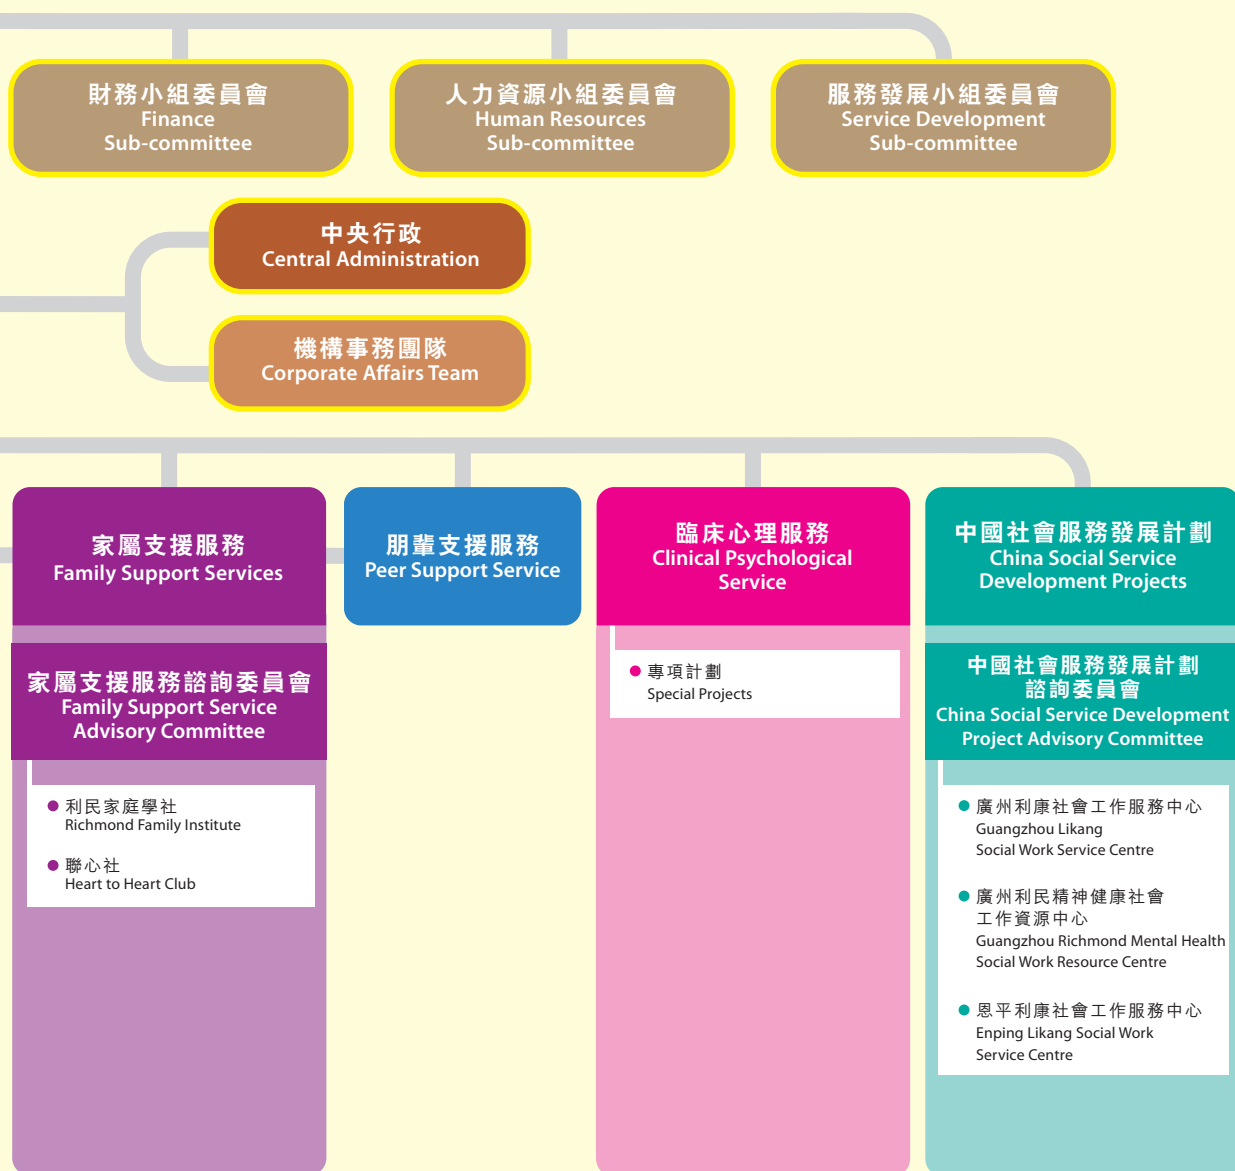 財務小組委員會
Finance
Sub-committee
人力資源小組委員會
Human Resources
Sub-committee
服務發展小組委員會
Service Development
Sub-committee
中央行政
Central Administration
機構事務團隊
Corporate Affairs Team
家屬支援服務
Family Support Services
家屬支援服務諮詢委員會
Family Support Service
Advisory Committee
利民家庭學社
Richmond Family Institute
聯心社
Heart to Heart Club
朋輩支援服務
Peer Support Service
臨床心理服務
Clinical Psychological
Service
專項計劃
Special Projects
中國社會服務發展計劃
China Social Service
Development Projects
中國社會服務發展計劃
諮詢委員會
China Social Service Development
Project Advisory Committee
廣州利康社會工作服務中心
Guangzhou Likang
Social Work Service Centre
廣州利民精神健康社會
工作資源中心
Guangzhou Richmond Mental Health
Social Work Resource Centre
恩平利康社會工作服務中心
Enping Likang Social Work
Service Centre